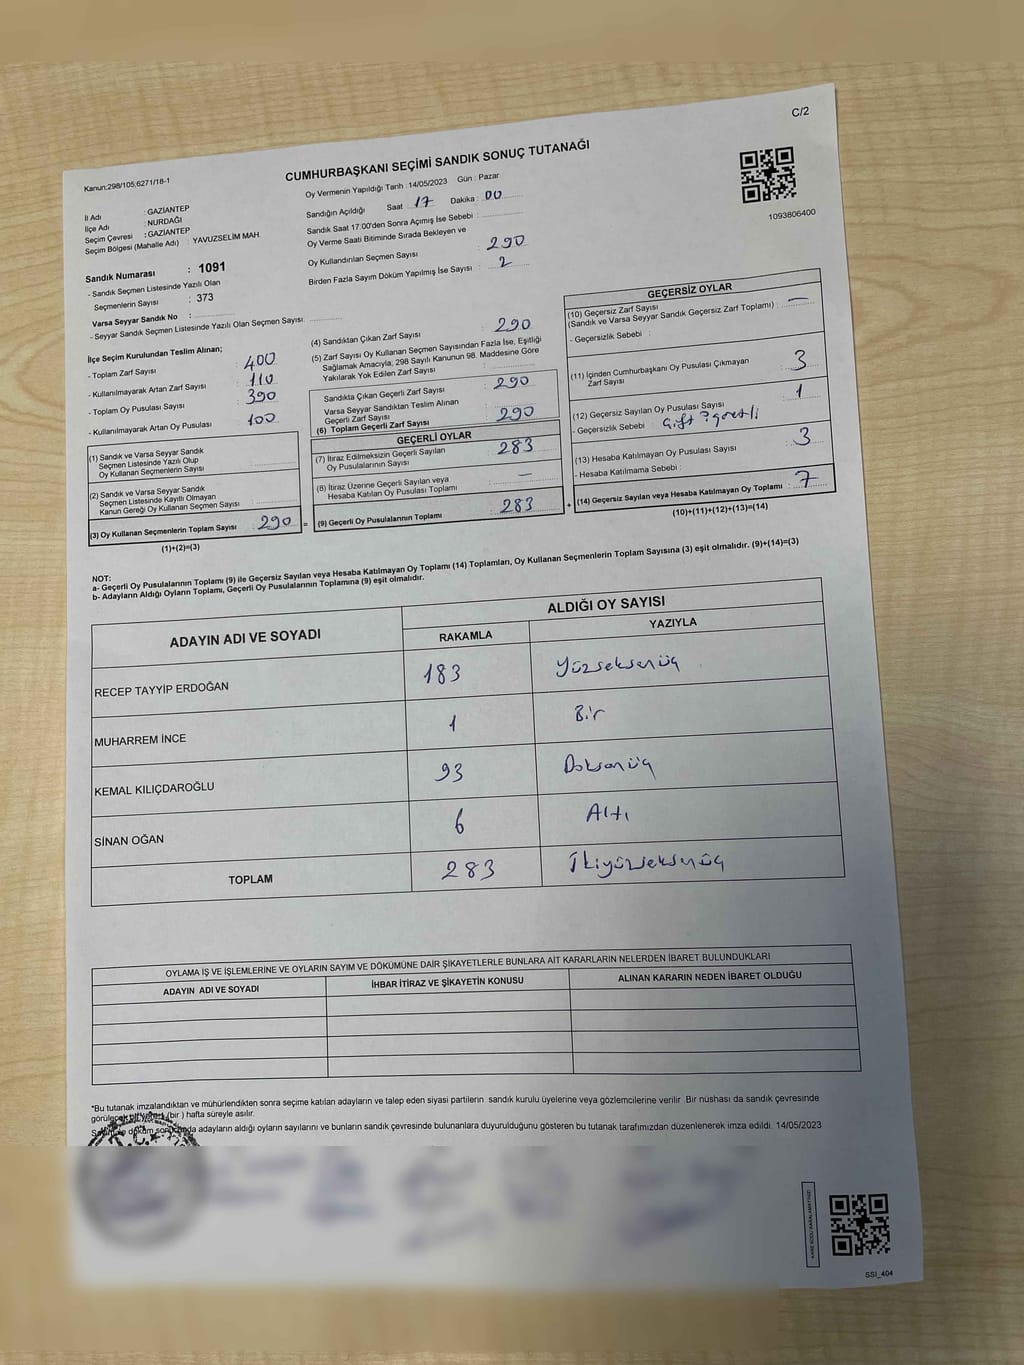 C/2
Kanun:298/105,6271/18-1
CUMHURBAŞKANI SEÇİMİ SANDIK SONUÇ TUTANAĞI
1093806400
İl Adı : GAZİANTEP
İlçe Adı : NURDAĞI
Seçim Çevresi : GAZİANTEP
Seçim Bölgesi (Mahalle Adı) : YAVUZSELİM MAH.
Sandık Numarası : 1091
- Sandık Seçmen Listesinde Yazılı Olan
Seçmenlerin Sayısı : 373
Varsa Seyyar Sandık No :
- Seyyar Sandık Seçmen Listesinde Yazılı Olan Seçmen Sayısı:
Oy Vermenin Yapıldığı Tarih : 14/05/2023 Gün : Pazar
Sandığın Açıldığı Saat 17 Dakika : 00
Sandık Saat 17:00'den Sonra Açımış İse Sebebi :
Oy Verme Saati Bitiminde Sırada Bekleyen ve
Oy Kullandırılan Seçmen Sayısı : 290
Birden Fazla Sayım Döküm Yapılmış İse Sayısı : 2
İlçe Seçim Kurulundan Teslim Alınan;
- Toplam Zarf Sayısı : 400
- Kullanılmayarak Artan Zarf Sayısı : 110
- Toplam Oy Pusulası Sayısı : 390
- Kullanılmayarak Artan Oy Pusulası : 100
(1) Sandık ve Varsa Seyyar Sandık
Seçmen Listesinde Yazılı Olup
Oy Kullanan Seçmenlerin Sayısı
(2) Sandık ve Varsa Seyyar Sandık
Seçmen Listesinde Kayıtlı Olmayan
Kanun Gereği Oy Kullanan Seçmen Sayısı
(3) Oy Kullanan Seçmenlerin Toplam Sayısı : 290 =
(1)+(2)=(3)
(4) Sandıktan Çıkan Zarf Sayısı : 290
(5) Zarf Sayısı Oy Kullanan Seçmen Sayısından Fazla İse, Eşitliği
Sağlamak Amacıyla; 298 Sayılı Kanunun 98. Maddesine Göre
Yakılarak Yok Edilen Zarf Sayısı :
Sandıkta Çıkan Geçerli Zarf Sayısı : 290
Varsa Seyyar Sandıktan Teslim Alınan
Geçerli Zarf Sayısı
(6) Toplam Geçerli Zarf Sayısı : 290
GEÇERLİ OYLAR
(7) İtiraz Edilmeksizin Geçerli Sayılan
Oy Pusulalarının Sayısı : 283
(8) İtiraz Üzerine Geçerli Sayılan veya
Hesaba Katılan Oy Pusulası Toplamı : —
(9) Geçerli Oy Pusulalarının Toplamı : 283 +
GEÇERSİZ OYLAR
(10) Geçersiz Zarf Sayısı
(Sandık ve Varsa Seyyar Sandık Geçersiz Zarf Toplamı) : —
- Geçersizlik Sebebi :
(11) İçinden Cumhurbaşkanı Oy Pusulası Çıkmayan
Zarf Sayısı : 3
(12) Geçersiz Sayılan Oy Pusulası Sayısı : 1
- Geçersizlik Sebebi : Çift
(13) Hesaba Katılmayan Oy Pusulası Sayısı : 3
- Hesaba Katılmama Sebebi :
(14) Geçersiz Sayılan veya Hesaba Katılmayan Oy Toplamı : 7
(10)+(11)+(12)+(13)=(14)
NOT:
a- Geçerli Oy Pusulalarının Toplamı (9) ile Geçersiz Sayılan veya Hesaba Katılmayan Oy Toplamı (14) Toplamları, Oy Kullanan Seçmenlerin Toplam Sayısına (3) eşit olmalıdır. (9)+(14)=(3)
b- Adayların Aldığı Oyların Toplamı, Geçerli Oy Pusulalarının Toplamına (9) eşit olmalıdır.
ADAYIN ADI VE SOYADI
ALDIĞI OY SAYISI
RAKAMLA YAZIYLA
RECEP TAYYİP ERDOĞAN 183 Yüzseksenüç
MUHARREM İNCE 1 Bir
KEMAL KILIÇDAROĞLU 93 Doksanüç
SİNAN OĞAN 6 Altı
TOPLAM 283 İkiyüzseksenüç
OYLAMA İŞ VE İŞLEMLERİNE VE OYLARIN SAYIM VE DÖKÜMÜNE DAİR ŞİKAYETLERLE BUNLARA AİT KARARLARIN NELERDEN İBARET BULUNDUKLARI
ADAYIN ADI VE SOYADI İHBAR İTİRAZ VE ŞİKAYETİN KONUSU ALINAN KARARIN NEDEN İBARET OLDUĞU
*Bu tutanak imzalandıktan ve mühürlendikten sonra seçime katılan adayların ve talep eden siyasi partilerin sandık kurulu üyelerine veya gözlemcilerine verilir. Bir nüshası da sandık çevresinde
görülecek bir yere 1 (bir ) hafta süreyle asılır.
adayların aldığı oyların sayılarını ve bunların sandık çevresinde bulunanlara duyurulduğunu gösteren bu tutanak tarafımızdan düzenlenerek imza edildi. 14/05/2023
KARE KODU KARALAMAYINIZ!
SSI_404